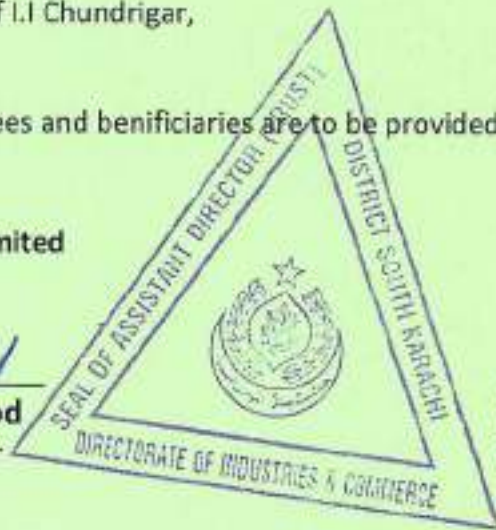 f I.I Chundrigar,
ees and benificiaries are to be provided
mited
od
SEAL OF ASSISTANT DIRECTOR (TRUST)
DISTRICT SOUTH KARACHI
DIRECTORATE OF INDUSTRIES & COMMERCE